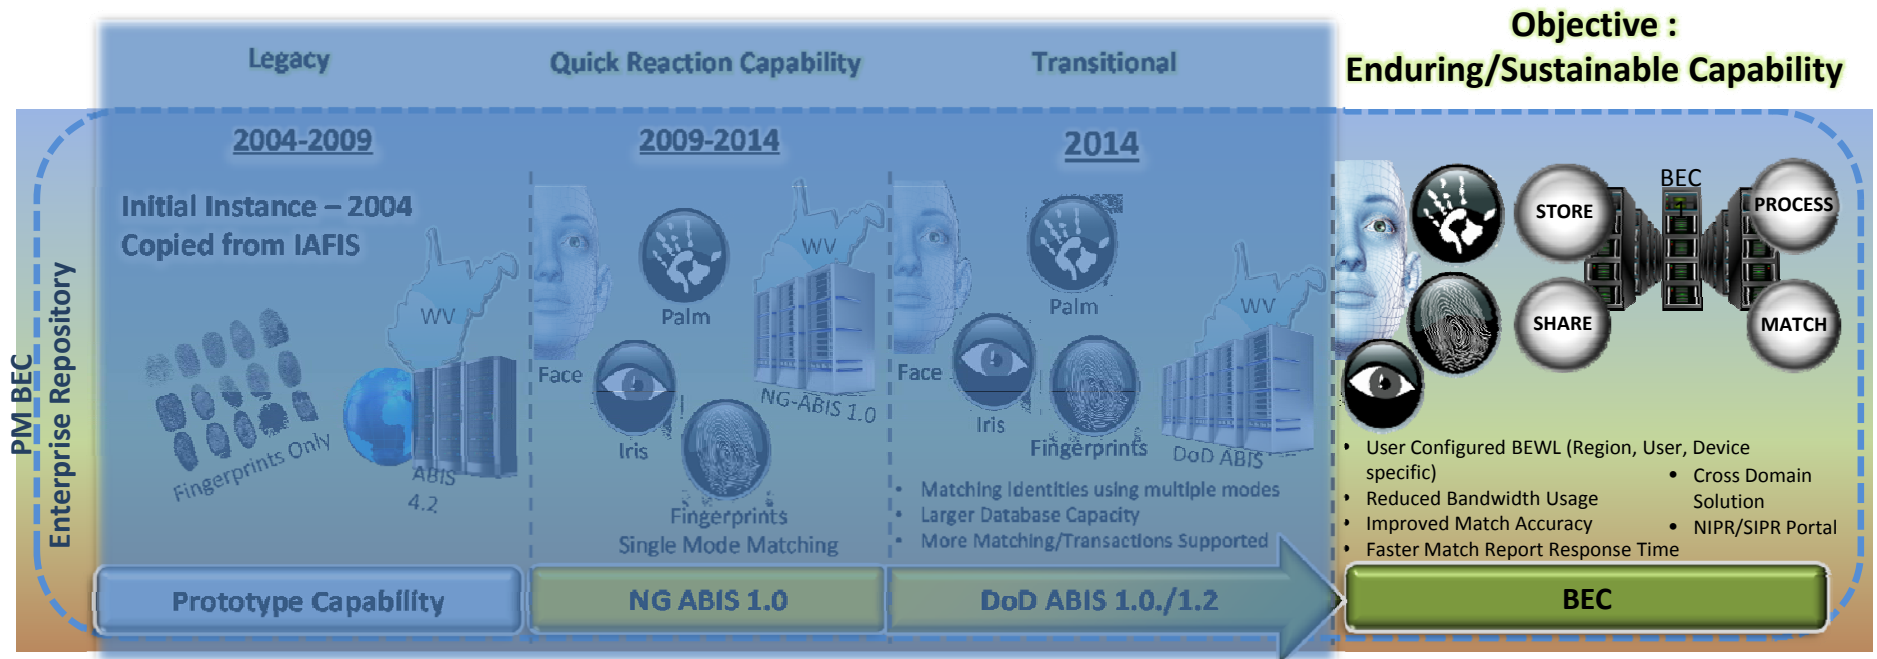 Objective :
Enduring/Sustainable Capability
Legacy
Quick Reaction Capability
Transitional
PM BEC
Enterprise Repository
2004-2009
Initial Instance – 2004
Copied from IAFIS
WV
Fingerprints Only
ABIS
4.2
Prototype Capability
2009-2014
WV
Palm
Face
NG-ABIS 1.0
Iris
Fingerprints
Single Mode Matching
NG ABIS 1.0
2014
WV
Palm
Face
Iris
Fingerprints
DoD ABIS
• Matching Identities using multiple modes
• Larger Database Capacity
• More Matching/Transactions Supported
DoD ABIS 1.0./1.2
BEC
STORE
PROCESS
SHARE
MATCH
• User Configured BEWL (Region, User, Device
specific)
• Reduced Bandwidth Usage
• Improved Match Accuracy
• Faster Match Report Response Time
• Cross Domain
Solution
• NIPR/SIPR Portal
BEC